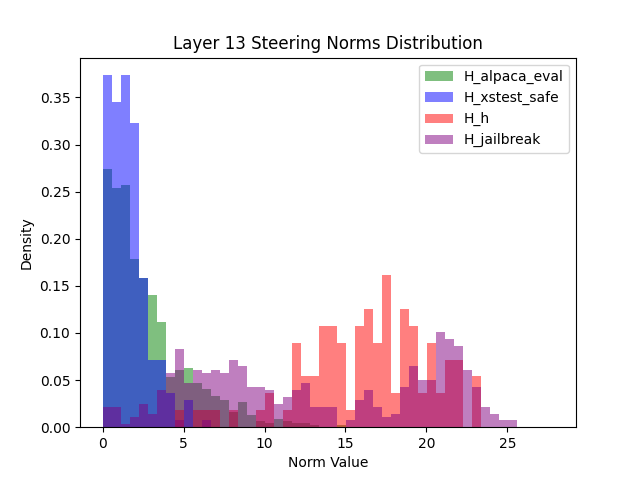 Layer 13 Steering Norms Distribution
H_alpaca_eval
H_xstest_safe
H_h
H_jailbreak
Density
0.35
0.30
0.25
0.20
0.15
0.10
0.05
0.00
0 5 10 15 20 25
Norm Value